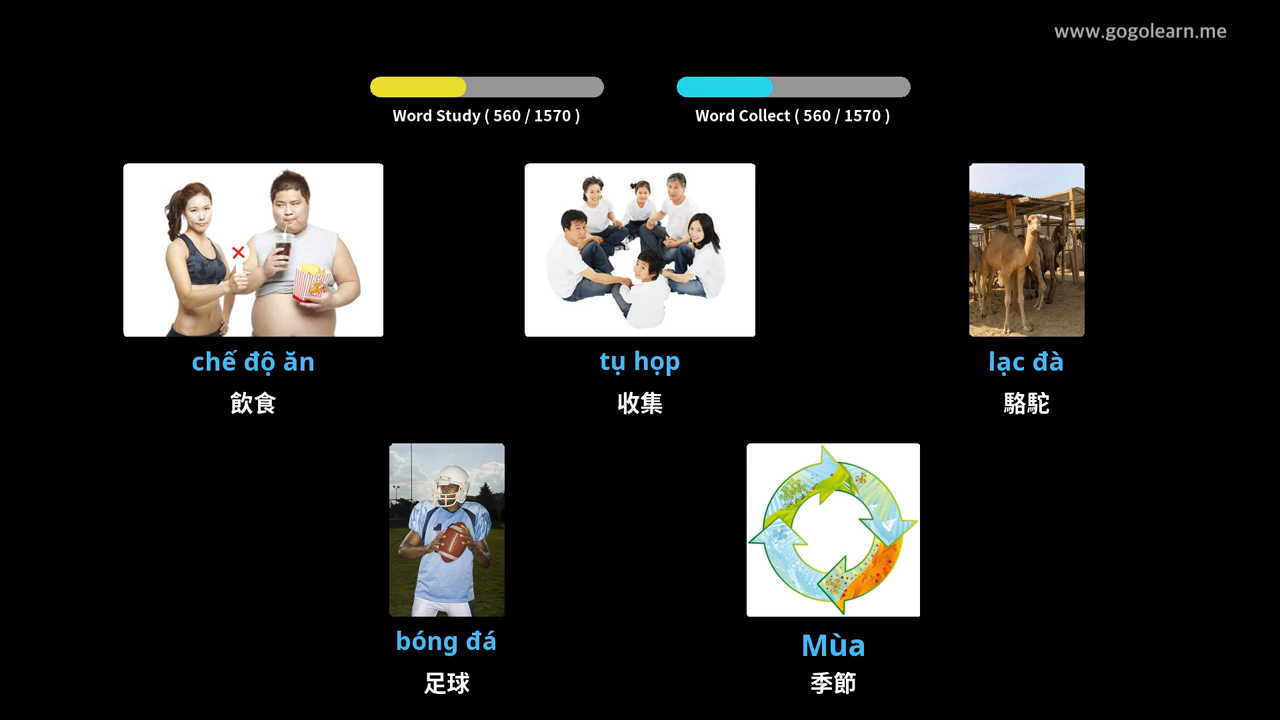 www.gogolearn.me
Word Study ( 560 / 1570 )
Word Collect ( 560 / 1570 )
chế độ ăn
飲食
tụ họp
收集
lạc đà
駱駝
bóng đá
足球
Mùa
季節